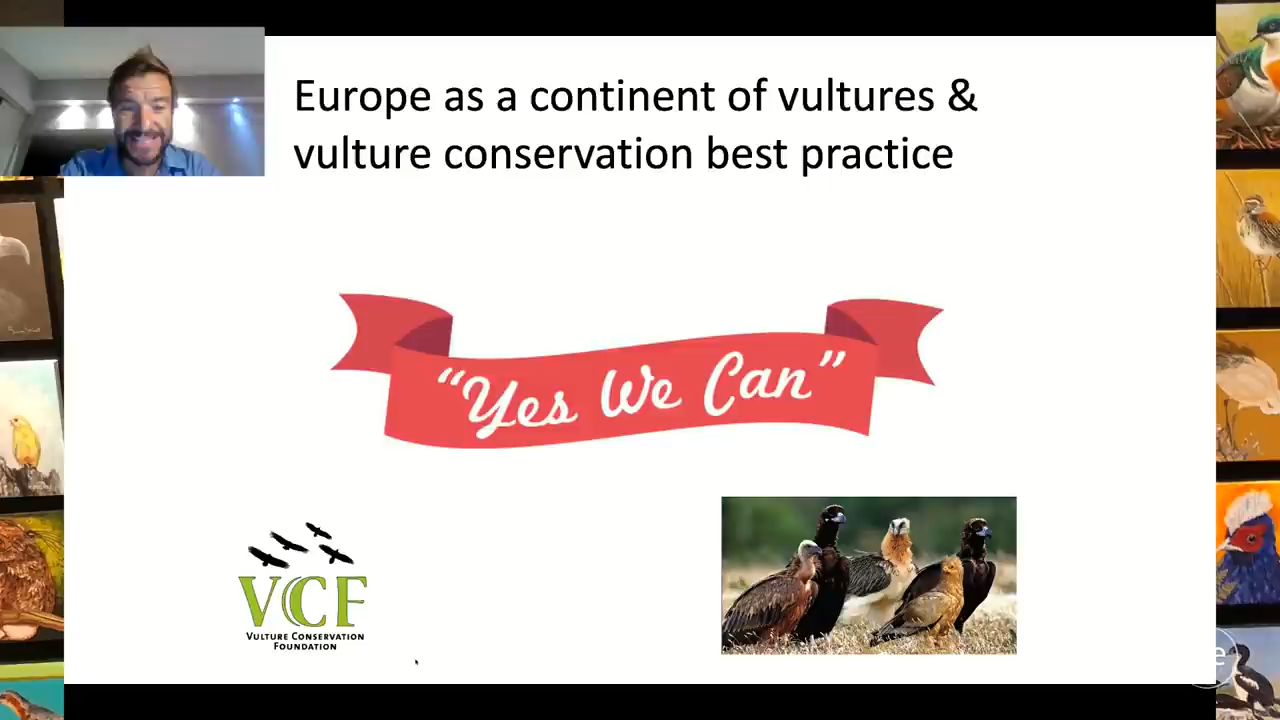 Europe as a continent of vultures &
vulture conservation best practice
“Yes We Can”
VCF
VULTURE CONSERVATION
FOUNDATION